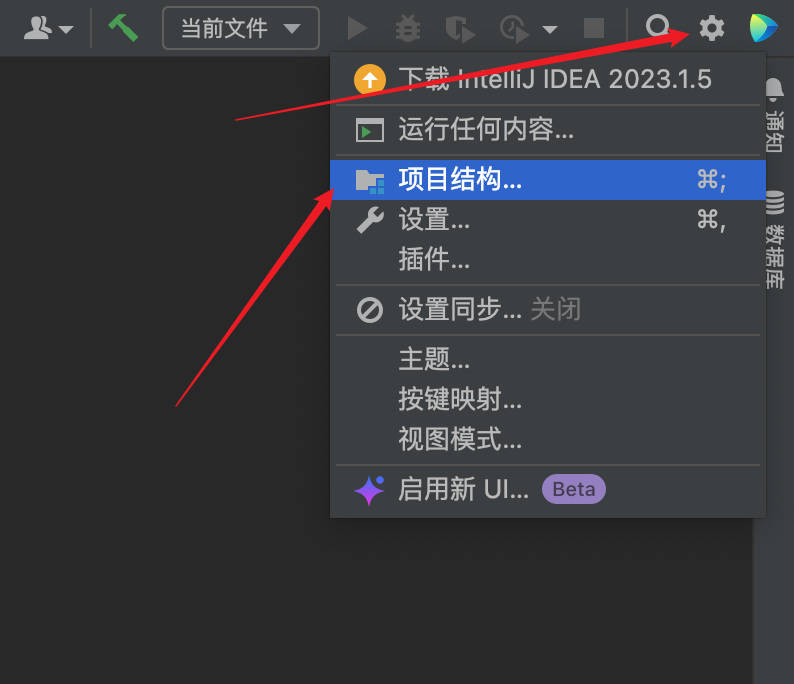 当前文件
下载 IntelliJ IDEA 2023.1.5
运行任何内容...
项目结构... ⌘;
设置... ⌘,
插件...
设置同步... 关闭
主题...
按键映射...
视图模式...
启用新 UI... Beta
通知
数据库